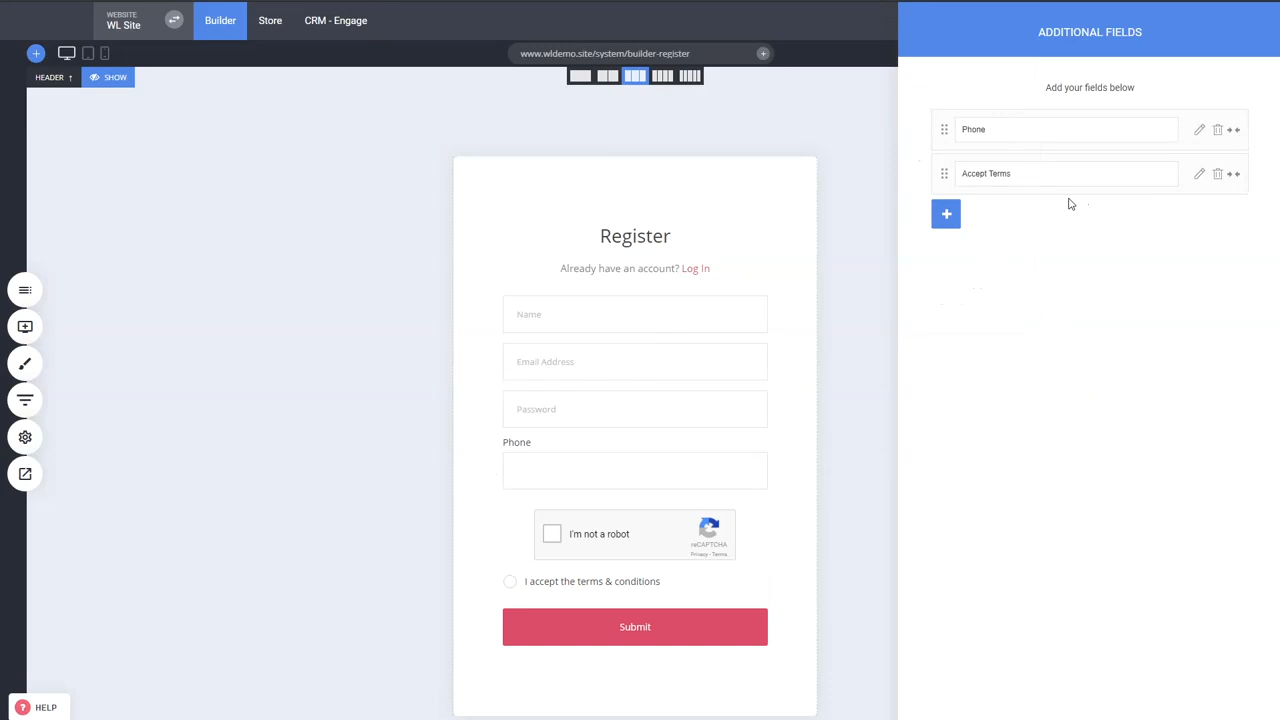 WEBSITE
WL Site
Builder
Store
CRM - Engage
www.wldemo.site/system/builder-register
HEADER ↑
SHOW
Register
Already have an account? Log In
Name
Email Address
Password
Phone
I'm not a robot
reCAPTCHA
Privacy - Terms
I accept the terms & conditions
Submit
? HELP
ADDITIONAL FIELDS
Add your fields below
Phone
Accept Terms